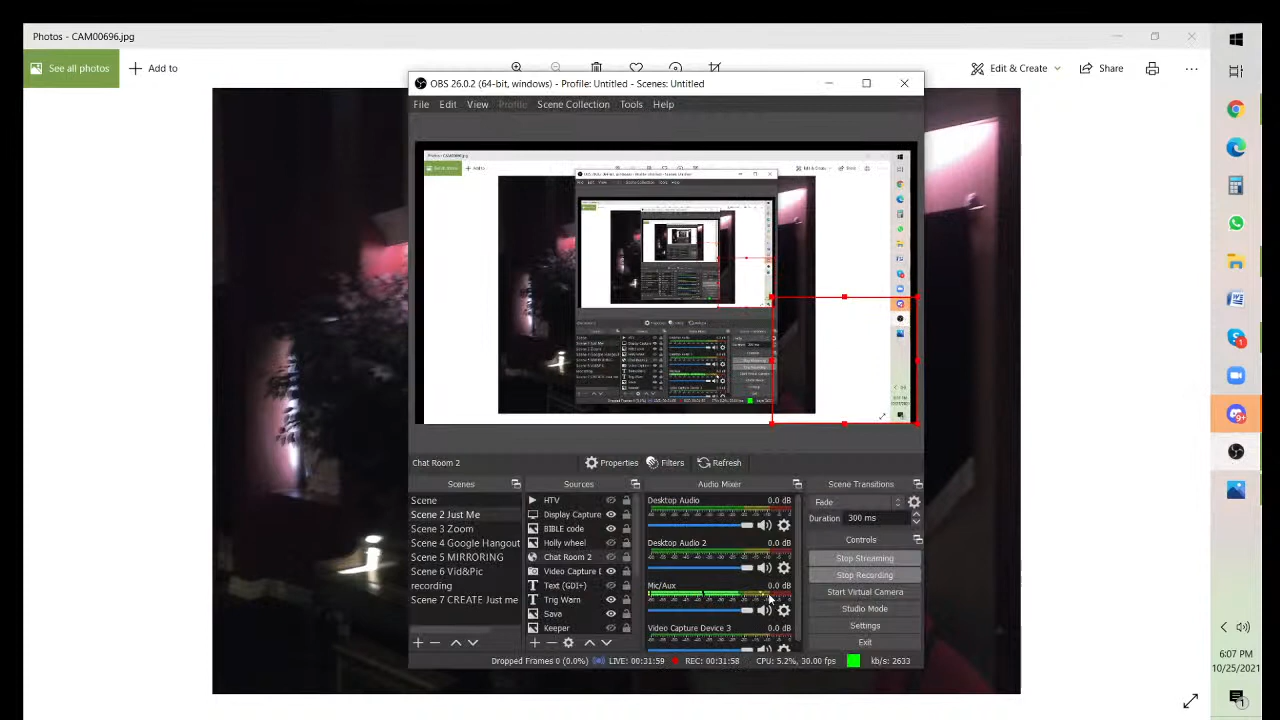 Photos - CAM00696.jpg
See all photos
Add to
Edit & Create
Share
OBS 26.0.2 (64-bit, windows) - Profile: Untitled - Scenes: Untitled
File Edit View Profile Scene Collection Tools Help
Chat Room 2
Properties Filters Refresh
Scenes
Scene
Scene 2 Just Me
Scene 3 Zoom
Scene 4 Google Hangout
Scene 5 MIRRORING
Scene 6 Vid&Pic
recording
Scene 7 CREATE Just me
Sources
HTV
Display Capture
BIBLE code
Holly wheel
Chat Room 2
Video Capture D
Text (GDI+)
Trig Warn
Sava
Keeper
Audio Mixer
Desktop Audio 0.0 dB
Desktop Audio 2 0.0 dB
Mic/Aux 0.0 dB
Video Capture Device 3 0.0 dB
Scene Transitions
Fade
Duration 300 ms
Controls
Stop Streaming
Stop Recording
Start Virtual Camera
Studio Mode
Settings
Exit
Dropped Frames 0 (0.0%) LIVE: 00:31:59 REC: 00:31:58 CPU: 5.2%, 30.00 fps kb/s: 2633
9+
1
6:07 PM
10/25/2021
1